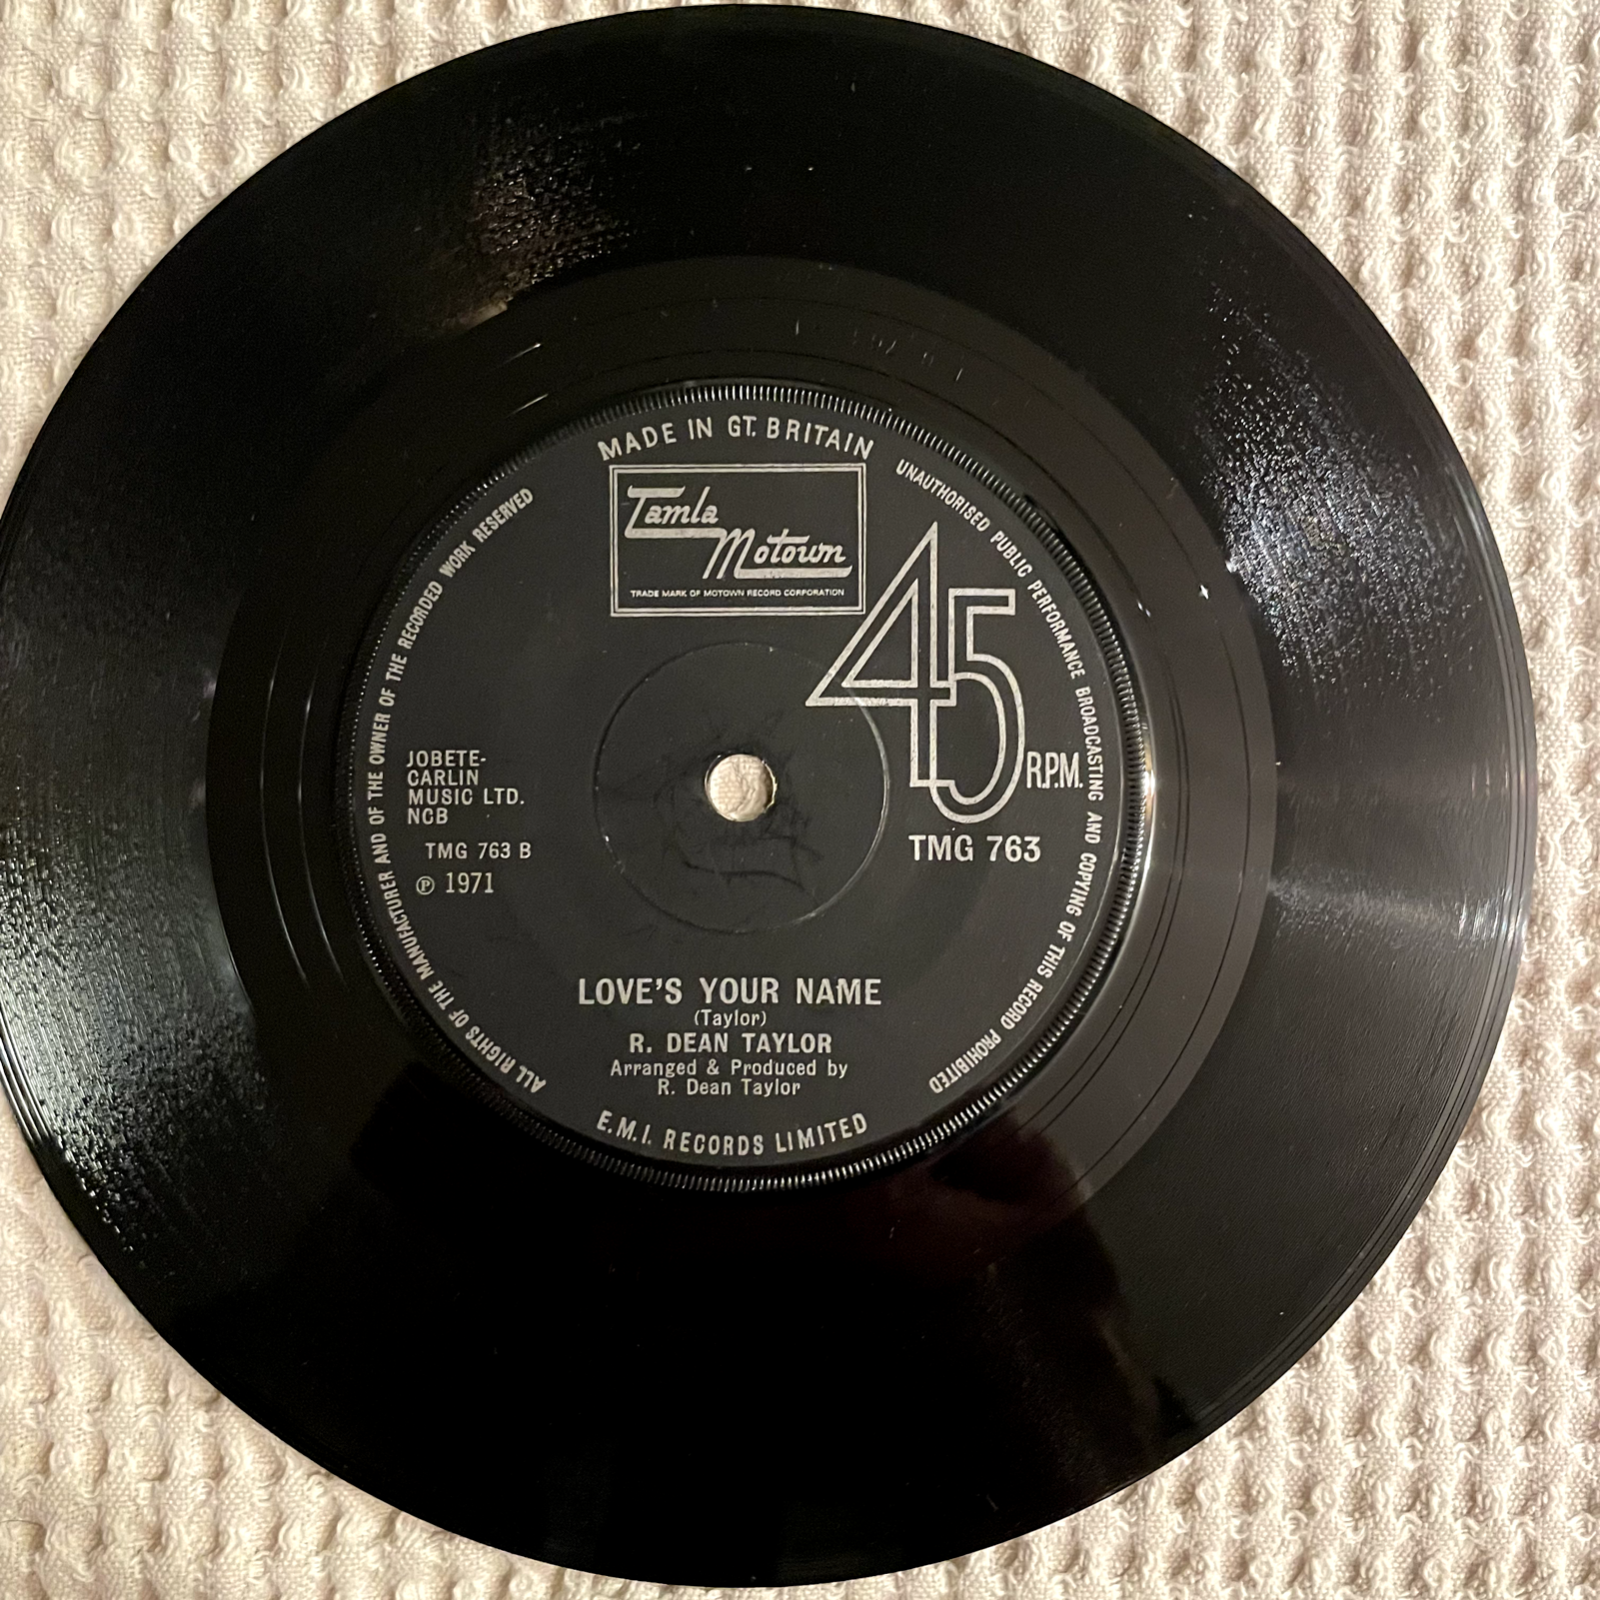 MADE IN GT. BRITAIN
Tamla
Motown
TRADE MARK OF MOTOWN RECORD CORPORATION
45
R.P.M.
TMG 763
JOBETE-
CARLIN
MUSIC LTD.
NCB
TMG 763 B
℗ 1971
LOVE'S YOUR NAME
(Taylor)
R. DEAN TAYLOR
Arranged & Produced by
R. Dean Taylor
E.M.I. RECORDS LIMITED
ALL RIGHTS OF THE MANUFACTURER AND OF THE OWNER OF THE RECORDED WORK RESERVED
UNAUTHORISED PUBLIC PERFORMANCE BROADCASTING AND COPYING OF THIS RECORD PROHIBITED